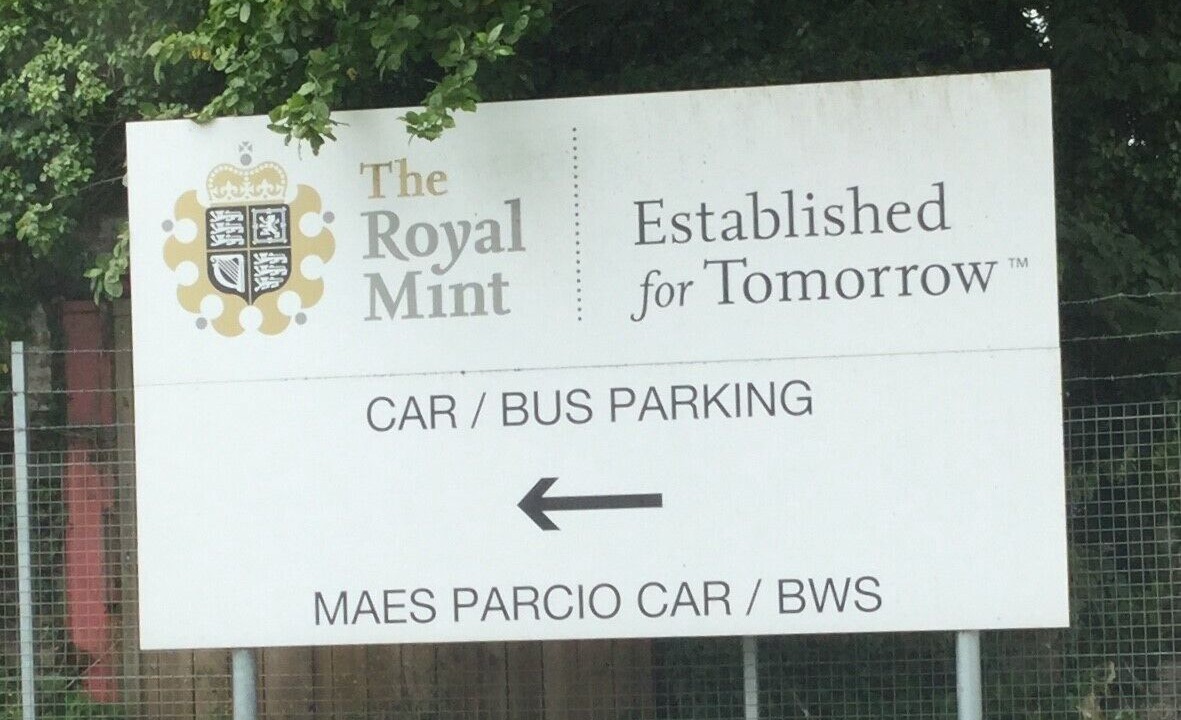 The
Royal
Mint
Established
for Tomorrow™
CAR / BUS PARKING
MAES PARCIO CAR / BWS